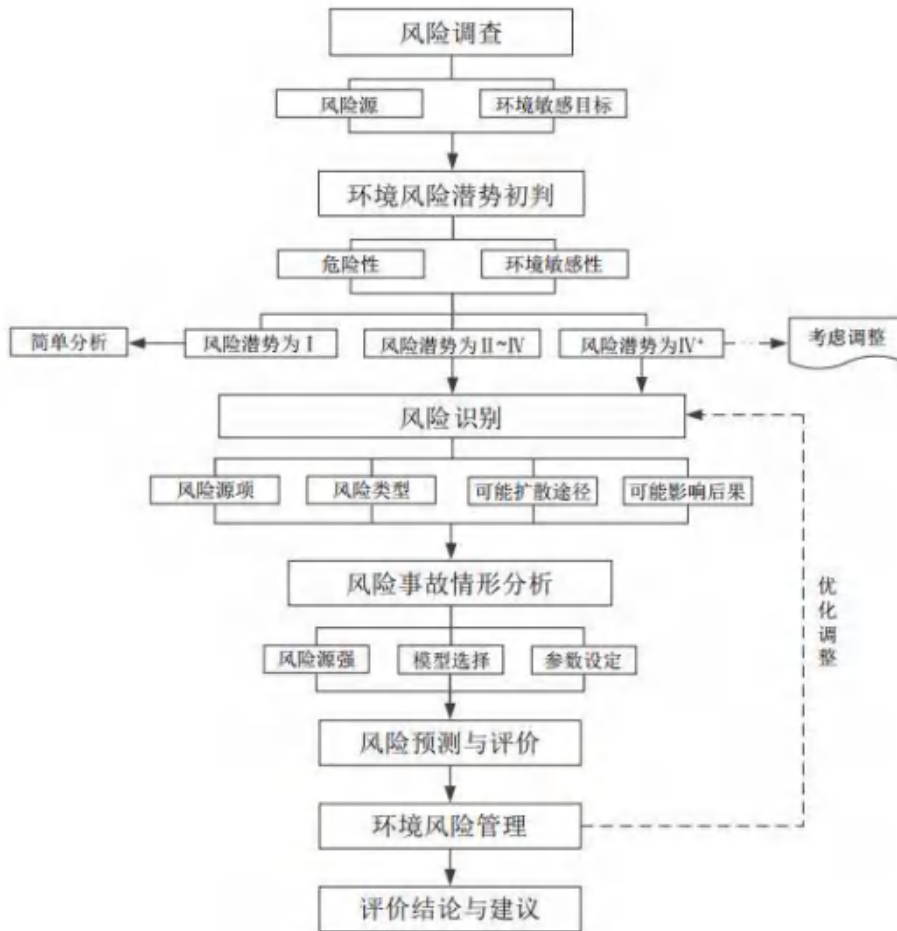 风险调查
风险源
环境敏感目标
环境风险潜势初判
危险性
环境敏感性
简单分析
风险潜势为Ⅰ
风险潜势为Ⅱ~Ⅳ
风险潜势为Ⅳ⁺
考虑调整
风险识别
风险源项
风险类型
可能扩散途径
可能影响后果
风险事故情形分析
优化调整
风险源强
模型选择
参数设定
风险预测与评价
环境风险管理
评价结论与建议